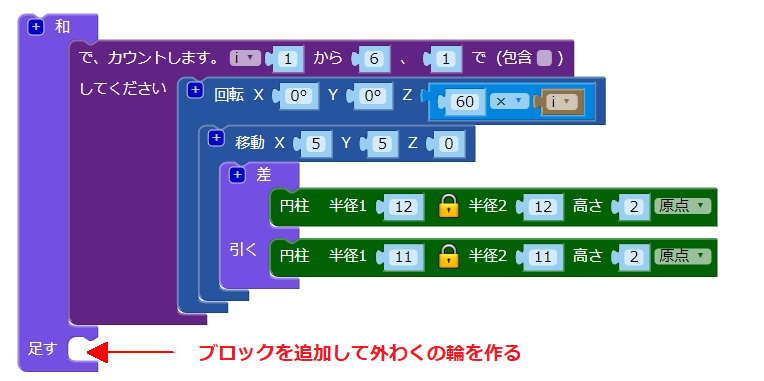 + 和
で、カウントします。 i ▾ 1 から 6 、 1 で (包含 )
してください + 回転 X 0° Y 0° Z 60 × ▾ i ▾
+ 移動 X 5 Y 5 Z 0
+ 差
円柱 半径1 12 半径2 12 高さ 2 原点 ▾
引く 円柱 半径1 11 半径2 11 高さ 2 原点 ▾
足す ブロックを追加して外わくの輪を作る